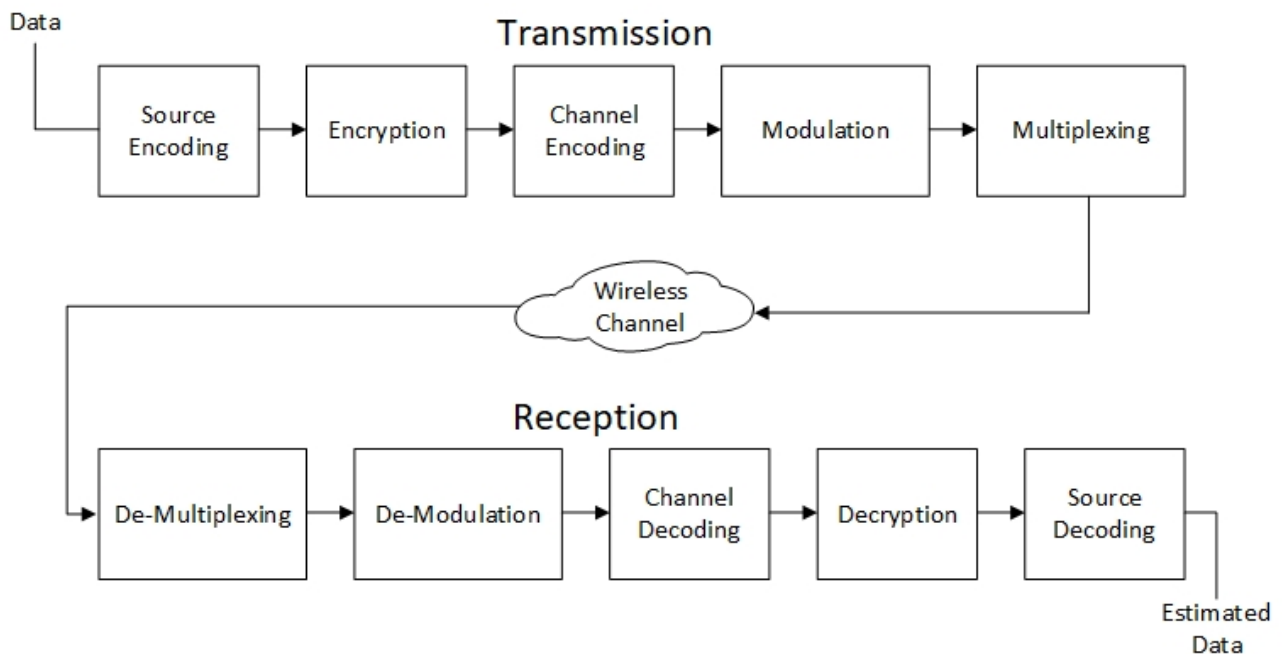 Data
Transmission
Source
Encoding
Encryption
Channel
Encoding
Modulation
Multiplexing
Wireless
Channel
Reception
De-Multiplexing
De-Modulation
Channel
Decoding
Decryption
Source
Decoding
Estimated
Data